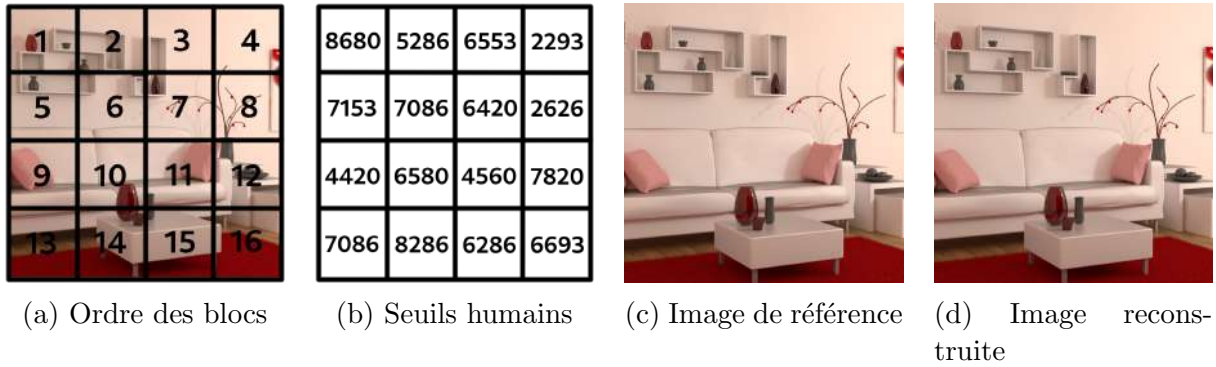 1 2 3 4
5 6 7 8
9 10 11 12
13 14 15 16
8680 5286 6553 2293
7153 7086 6420 2626
4420 6580 4560 7820
7086 8286 6286 6693
(a) Ordre des blocs
(b) Seuils humains
(c) Image de référence
(d) Image recons-
truite